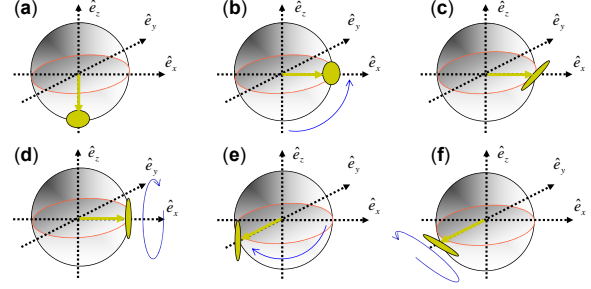 (a) ê_z ê_y ê_x
(b) ê_z ê_y ê_x
(c) ê_z ê_y ê_x
(d) ê_z ê_y ê_x
(e) ê_z ê_y ê_x
(f) ê_z ê_y ê_x